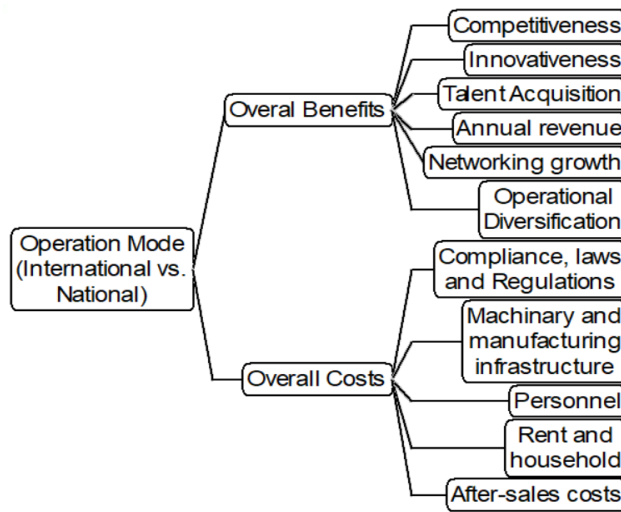 Competitiveness
Innovativeness
Talent Acquisition
Overal Benefits
Annual revenue
Networking growth
Operational
Diversification
Operation Mode
(International vs.
National)
Compliance, laws
and Regulations
Machinary and
manufacturing
infrastructure
Overall Costs
Personnel
Rent and
household
After-sales costs